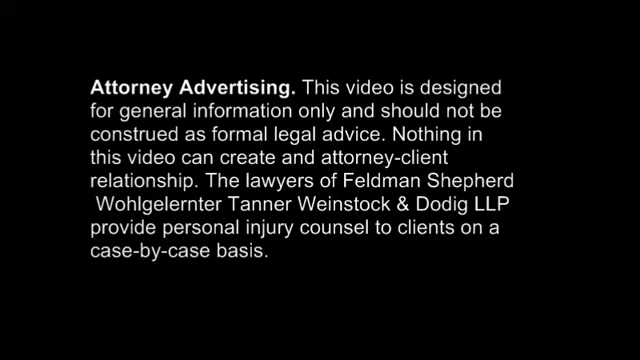 Attorney Advertising. This video is designed
for general information only and should not be
construed as formal legal advice. Nothing in
this video can create and attorney-client
relationship. The lawyers of Feldman Shepherd
Wohlgelernter Tanner Weinstock & Dodig LLP
provide personal injury counsel to clients on a
case-by-case basis.